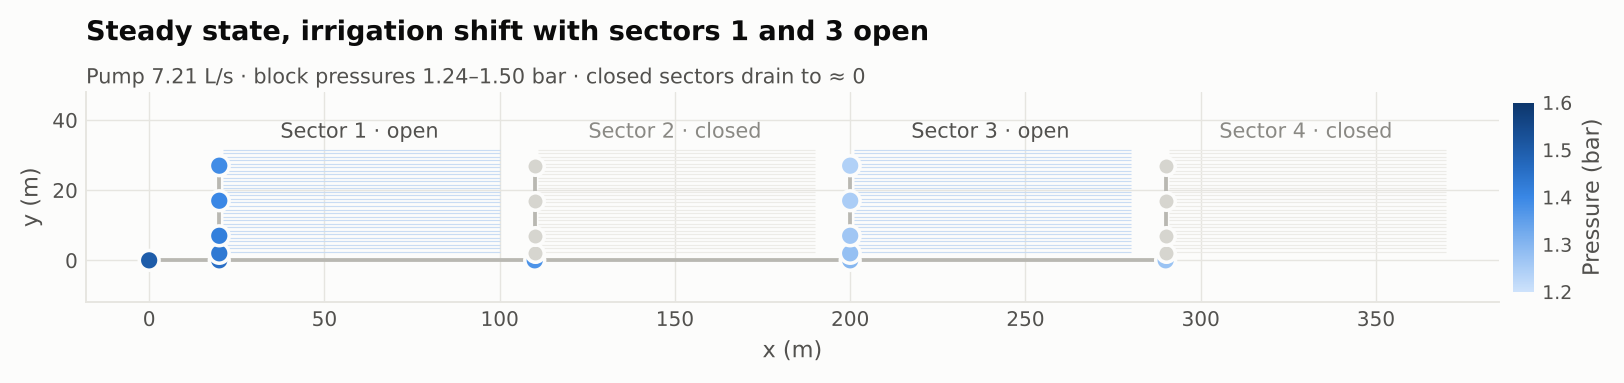 Steady state, irrigation shift with sectors 1 and 3 open
Pump 7.21 L/s · block pressures 1.24–1.50 bar · closed sectors drain to ≈ 0
Sector 1 · open
Sector 2 · closed
Sector 3 · open
Sector 4 · closed
40
20
0
y (m)
0
50
100
150
200
250
300
350
x (m)
1.6
1.5
1.4
1.3
1.2
Pressure (bar)